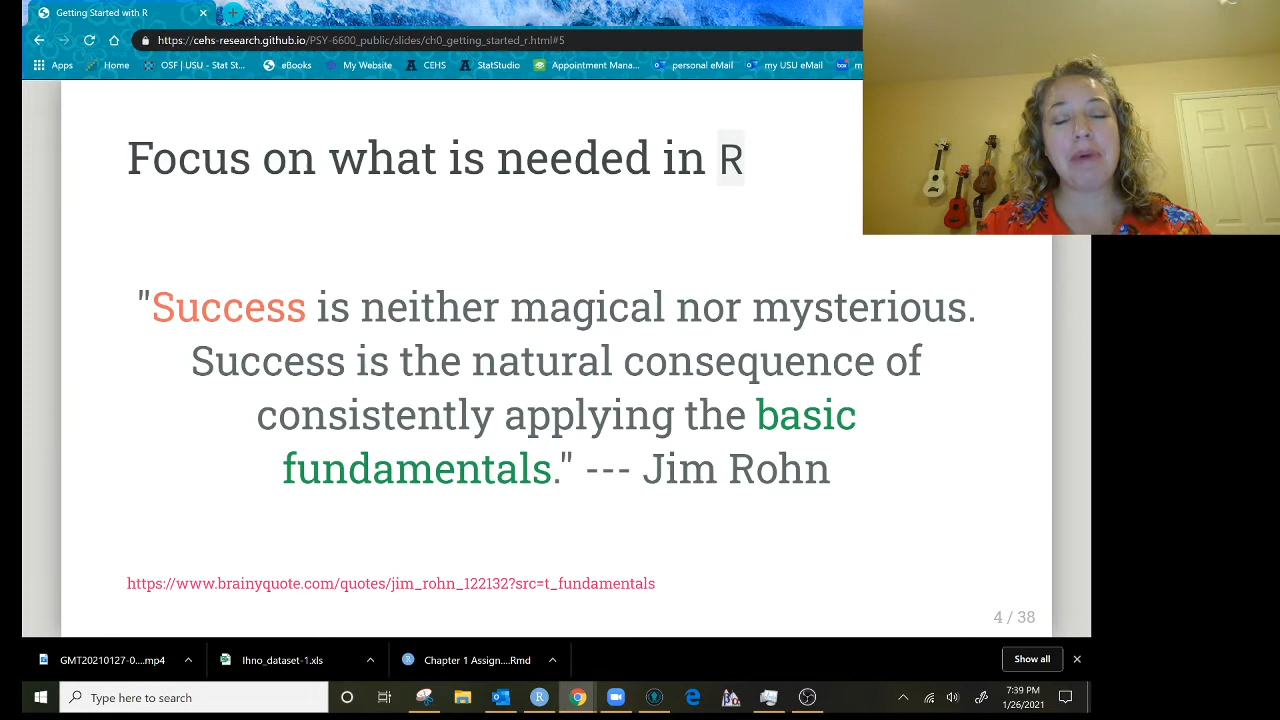 Getting Started with R
https://cehs-research.github.io/PSY-6600_public/slides/ch0_getting_started_r.html#5
Apps Home OSF | USU - Stat St... eBooks My Website CEHS StatStudio Appointment Mana... personal eMail my USU eMail box m
Focus on what is needed in R
"Success is neither magical nor mysterious.
Success is the natural consequence of
consistently applying the basic
fundamentals." --- Jim Rohn
https://www.brainyquote.com/quotes/jim_rohn_122132?src=t_fundamentals
4 / 38
GMT20210127-0....mp4 Ihno_dataset-1.xls Chapter 1 Assign....Rmd Show all
Type here to search
7:39 PM
1/26/2021